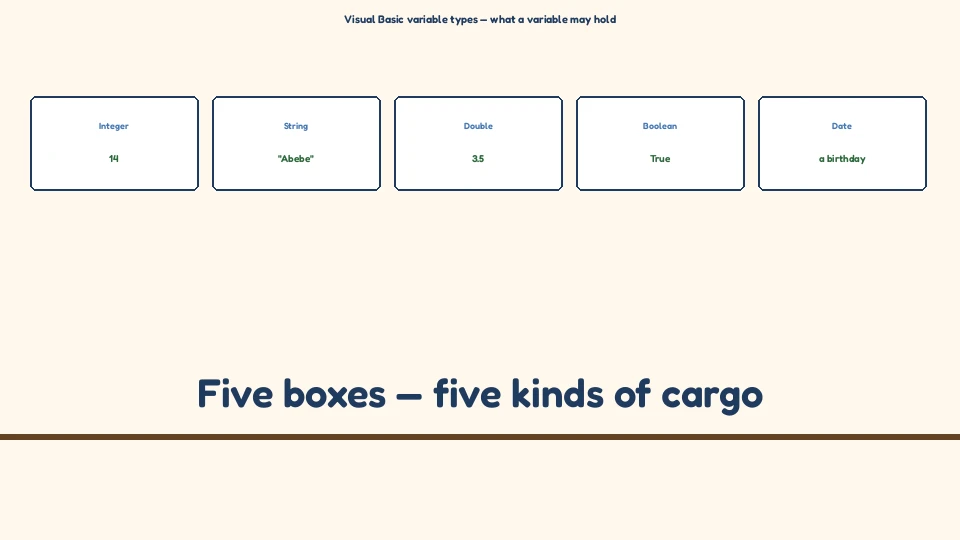 Visual Basic variable types — what a variable may hold
Integer
14
String
"Abebe"
Double
3.5
Boolean
True
Date
a birthday
Five boxes — five kinds of cargo